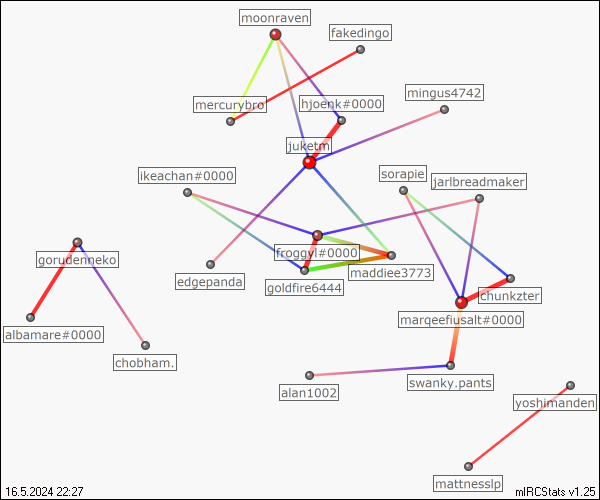 moonraven
fakedingo
mingus4742
mercurybro
hjoenk#0000
juketm
ikeachan#0000
sorapie
jarlbreadmaker
froggyl#0000
gorudeneko
edgepanda
goldfire6444
maddiee3773
chunkzter
marqeefiusalt#0000
albamare#0000
chobham.
alan1002
swanky.pants
yoshimanden
mattnesslp
16.5.2024 22:27
mIRCStats v1.25